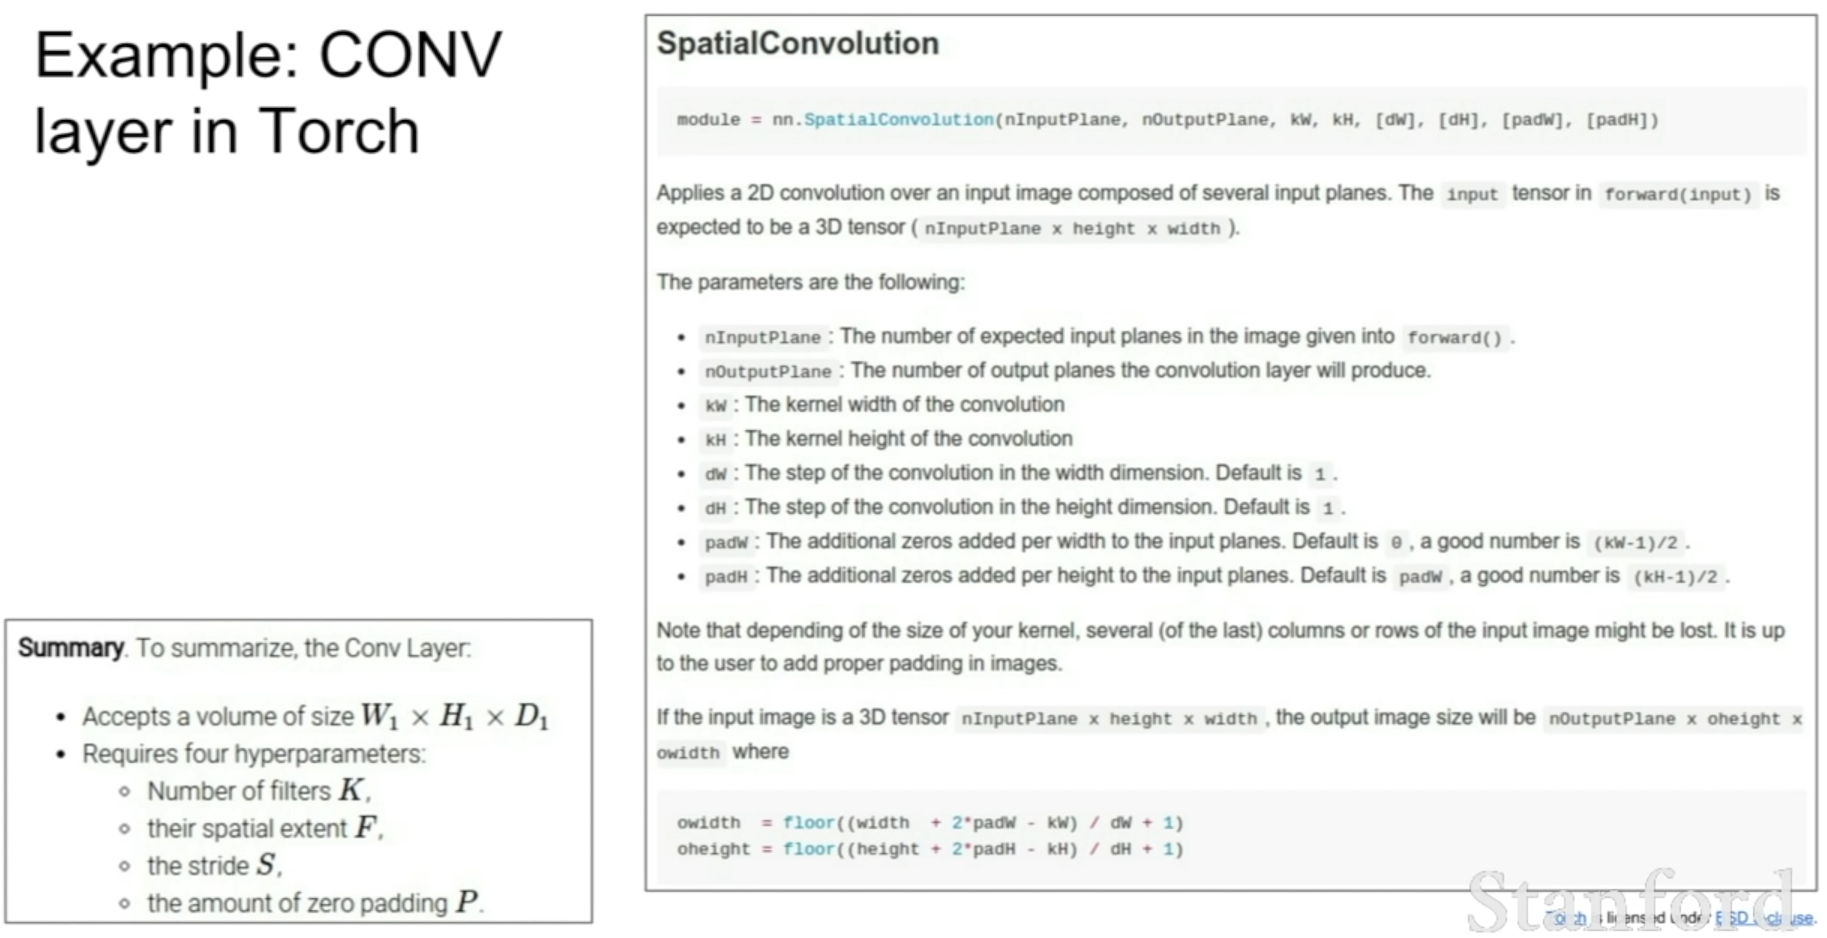 Example: CONV
layer in Torch
Summary. To summarize, the Conv Layer:
• Accepts a volume of size W₁ × H₁ × D₁
• Requires four hyperparameters:
◦ Number of filters K,
◦ their spatial extent F,
◦ the stride S,
◦ the amount of zero padding P.
SpatialConvolution
module = nn.SpatialConvolution(nInputPlane, nOutputPlane, kW, kH, [dW], [dH], [padW], [padH])
Applies a 2D convolution over an input image composed of several input planes. The input tensor in forward(input) is
expected to be a 3D tensor ( nInputPlane x height x width ).
The parameters are the following:
• nInputPlane : The number of expected input planes in the image given into forward() .
• nOutputPlane : The number of output planes the convolution layer will produce.
• kW : The kernel width of the convolution
• kH : The kernel height of the convolution
• dW : The step of the convolution in the width dimension. Default is 1 .
• dH : The step of the convolution in the height dimension. Default is 1 .
• padW : The additional zeros added per width to the input planes. Default is 0 , a good number is (kW-1)/2 .
• padH : The additional zeros added per height to the input planes. Default is padW , a good number is (kH-1)/2 .
Note that depending of the size of your kernel, several (of the last) columns or rows of the input image might be lost. It is up
to the user to add proper padding in images.
If the input image is a 3D tensor nInputPlane x height x width , the output image size will be nOutputPlane x oheight x
owidth where
owidth = floor((width + 2*padW - kW) / dW + 1)
oheight = floor((height + 2*padH - kH) / dH + 1)
Stanford
Torch is licensed under BSD 3-clause.